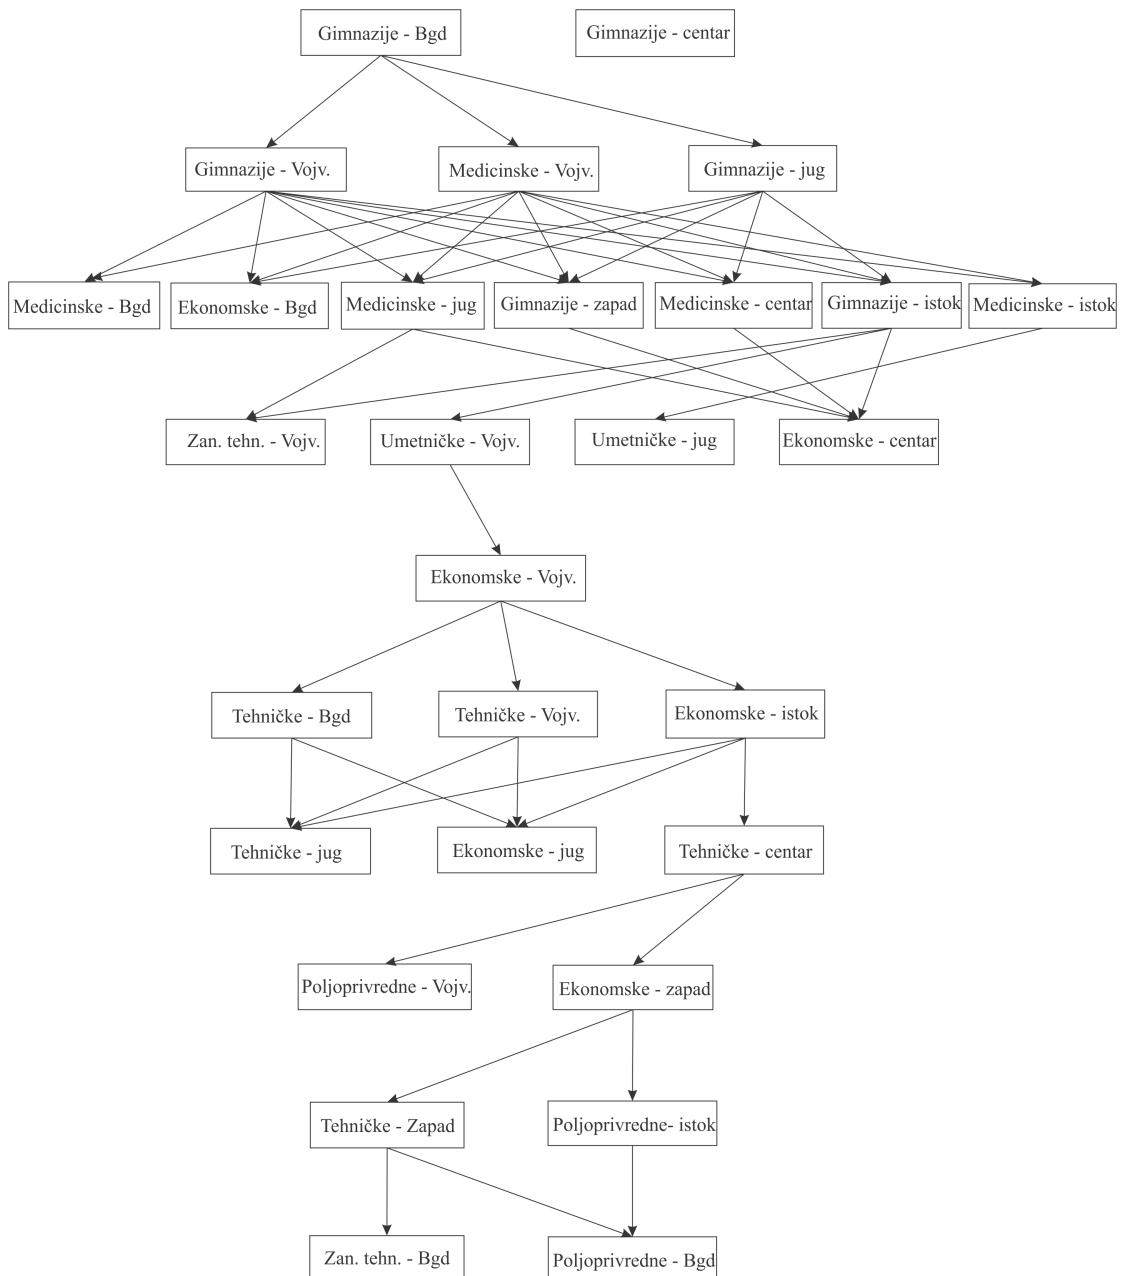 Gimnazije - Bgd
Gimnazije - centar
Gimnazije - Vojv.
Medicinske - Vojv.
Gimnazije - jug
Medicinske - Bgd
Ekonomske - Bgd
Medicinske - jug
Gimnazije - zapad
Medicinske - centar
Gimnazije - istok
Medicinske - istok
Zan. tehn. - Vojv.
Umetničke - Vojv.
Umetničke - jug
Ekonomske - centar
Ekonomske - Vojv.
Tehničke - Bgd
Tehničke - Vojv.
Ekonomske - istok
Tehničke - jug
Ekonomske - jug
Tehničke - centar
Poljoprivredne - Vojv.
Ekonomske - zapad
Tehničke - Zapad
Poljoprivredne- istok
Zan. tehn. - Bgd
Poljoprivredne - Bgd